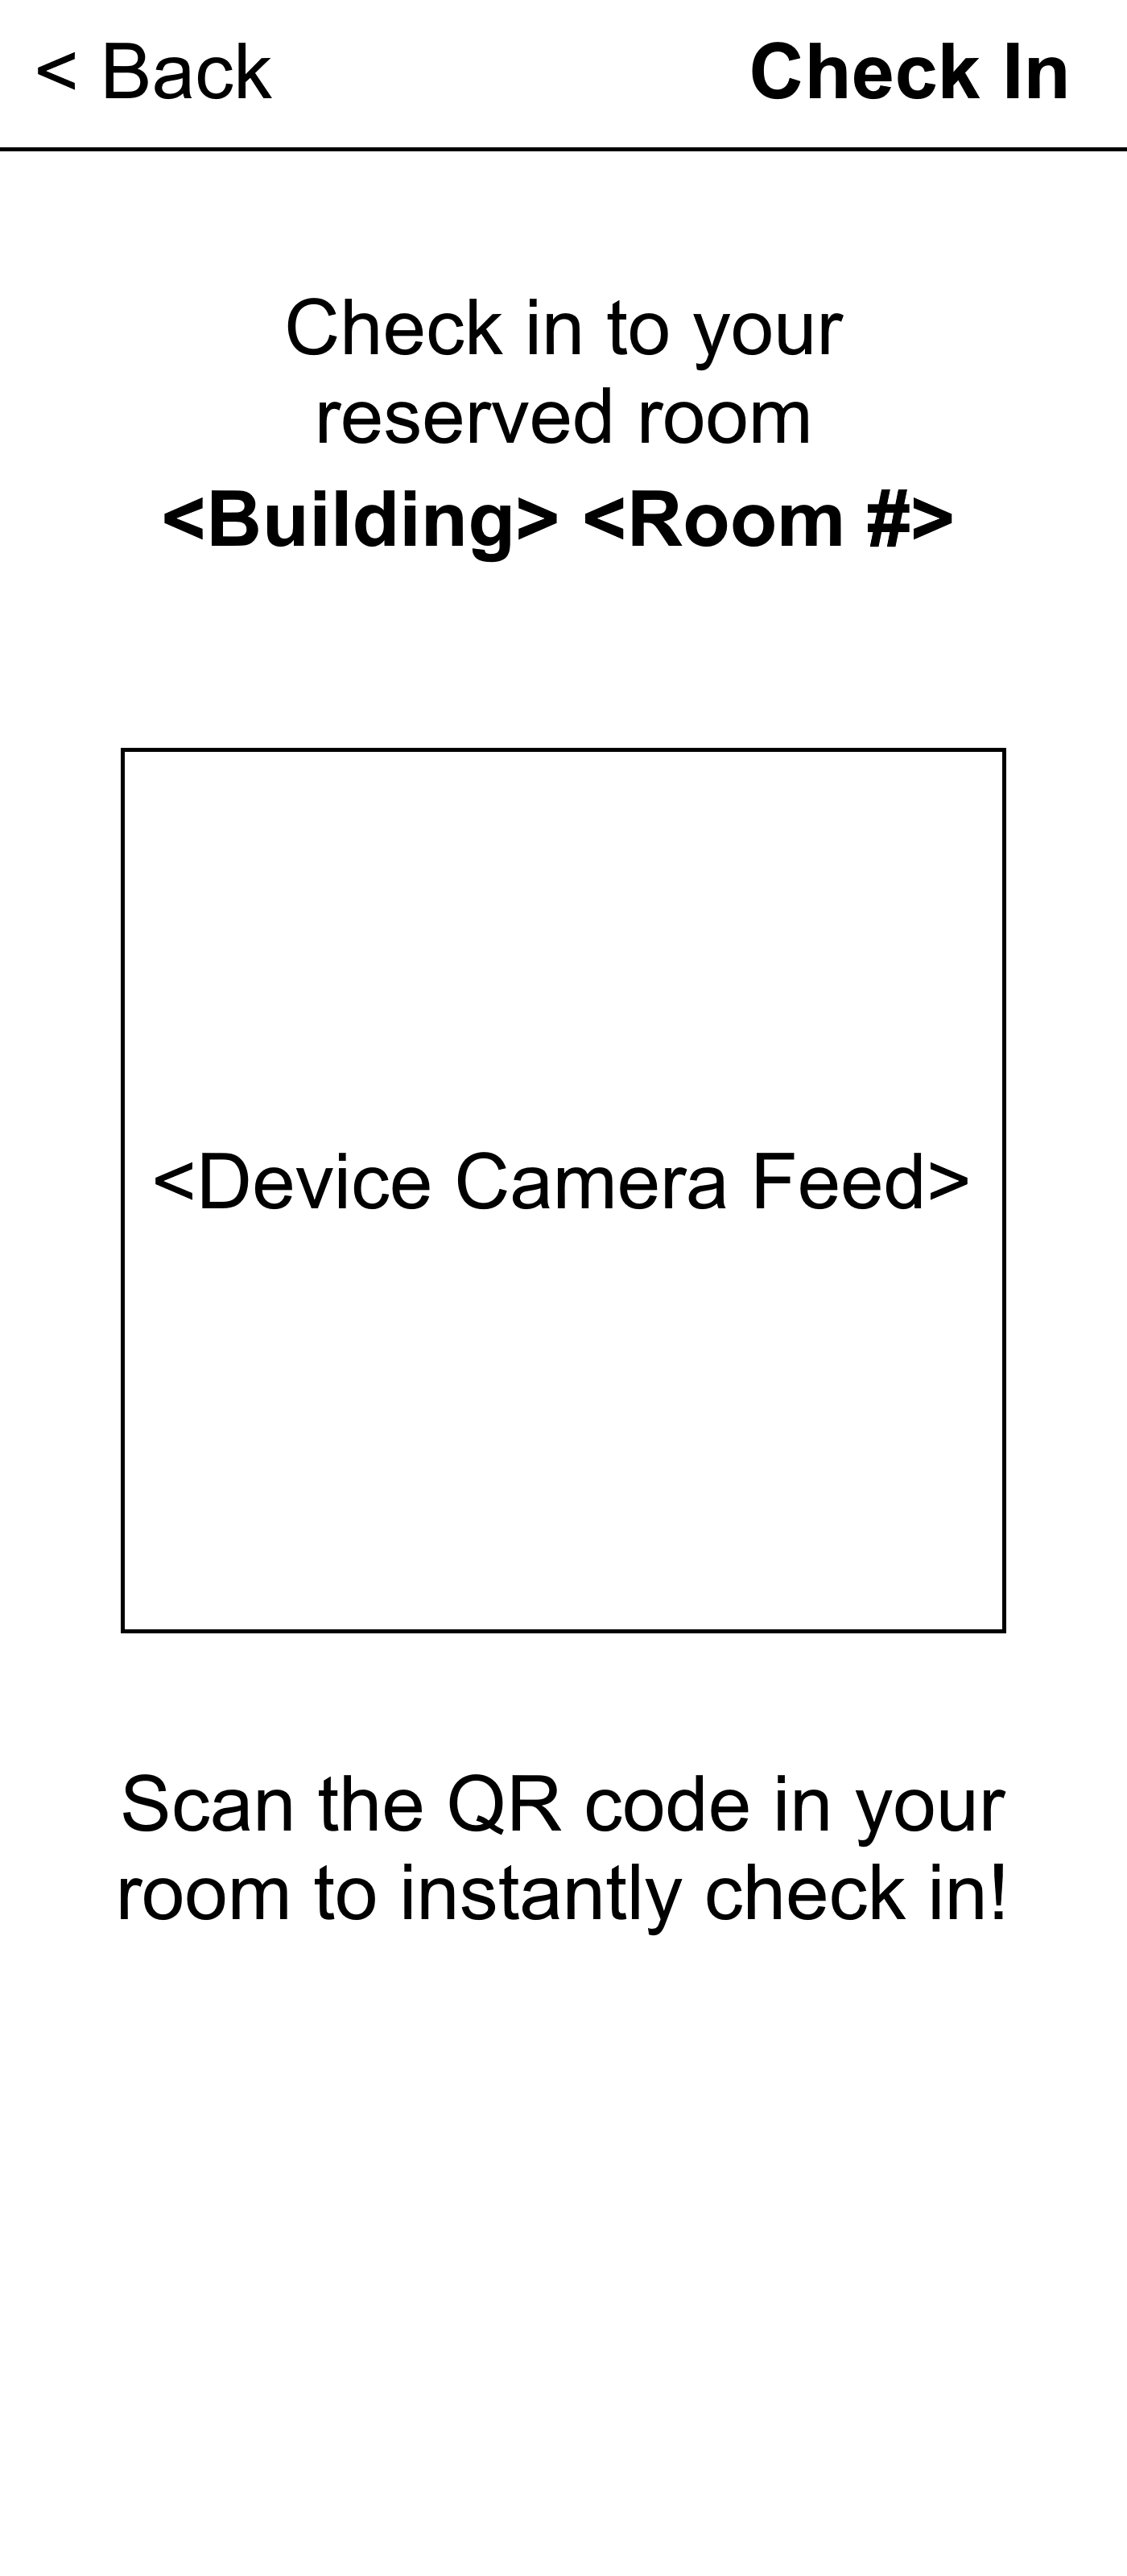 < Back Check In
Check in to your
reserved room
<Building> <Room #>
<Device Camera Feed>
Scan the QR code in your
room to instantly check in!